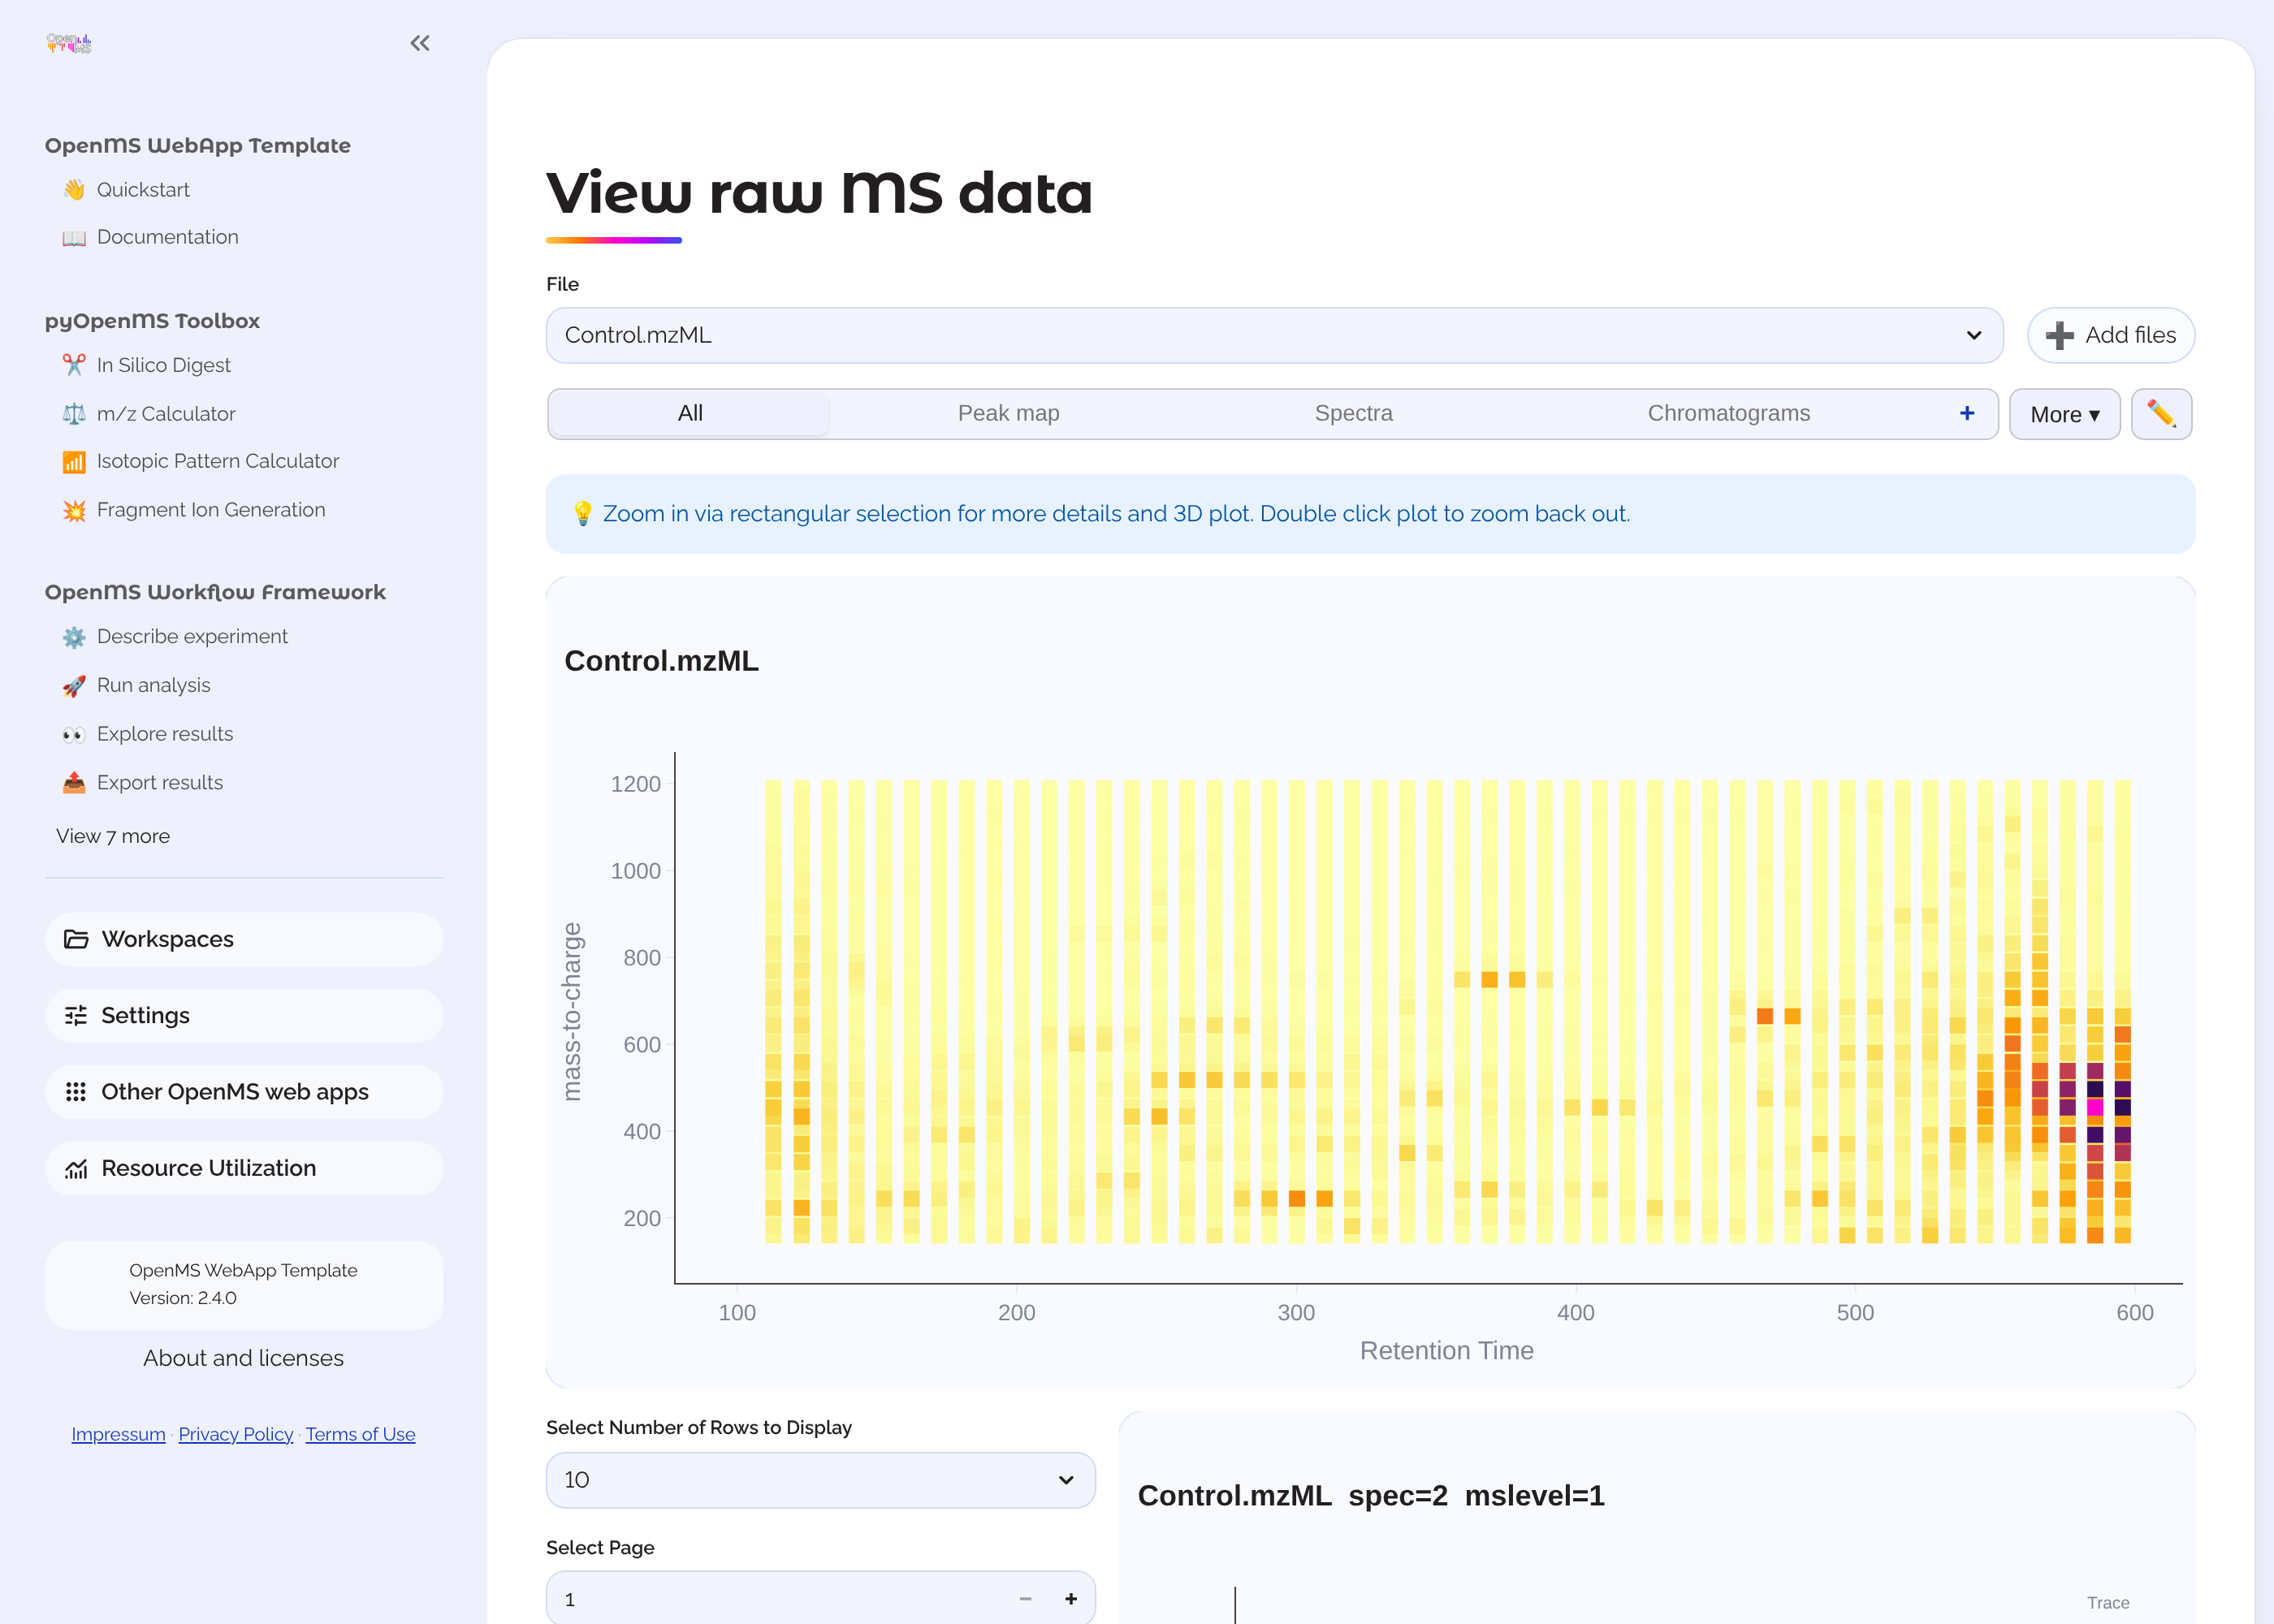 OpenMS
OpenMS WebApp Template
Quickstart
Documentation
pyOpenMS Toolbox
In Silico Digest
m/z Calculator
Isotopic Pattern Calculator
Fragment Ion Generation
OpenMS Workflow Framework
Describe experiment
Run analysis
Explore results
Export results
View 7 more
Workspaces
Settings
Other OpenMS web apps
Resource Utilization
OpenMS WebApp Template
Version: 2.4.0
About and licenses
Impressum · Privacy Policy · Terms of Use
View raw MS data
File
Control.mzML
Add files
All
Peak map
Spectra
Chromatograms
+
More ▾
Zoom in via rectangular selection for more details and 3D plot. Double click plot to zoom back out.
Control.mzML
mass-to-charge
1200
1000
800
600
400
200
100 200 300 400 500 600
Retention Time
Select Number of Rows to Display
10
Select Page
1
Control.mzML spec=2 mslevel=1
Trace